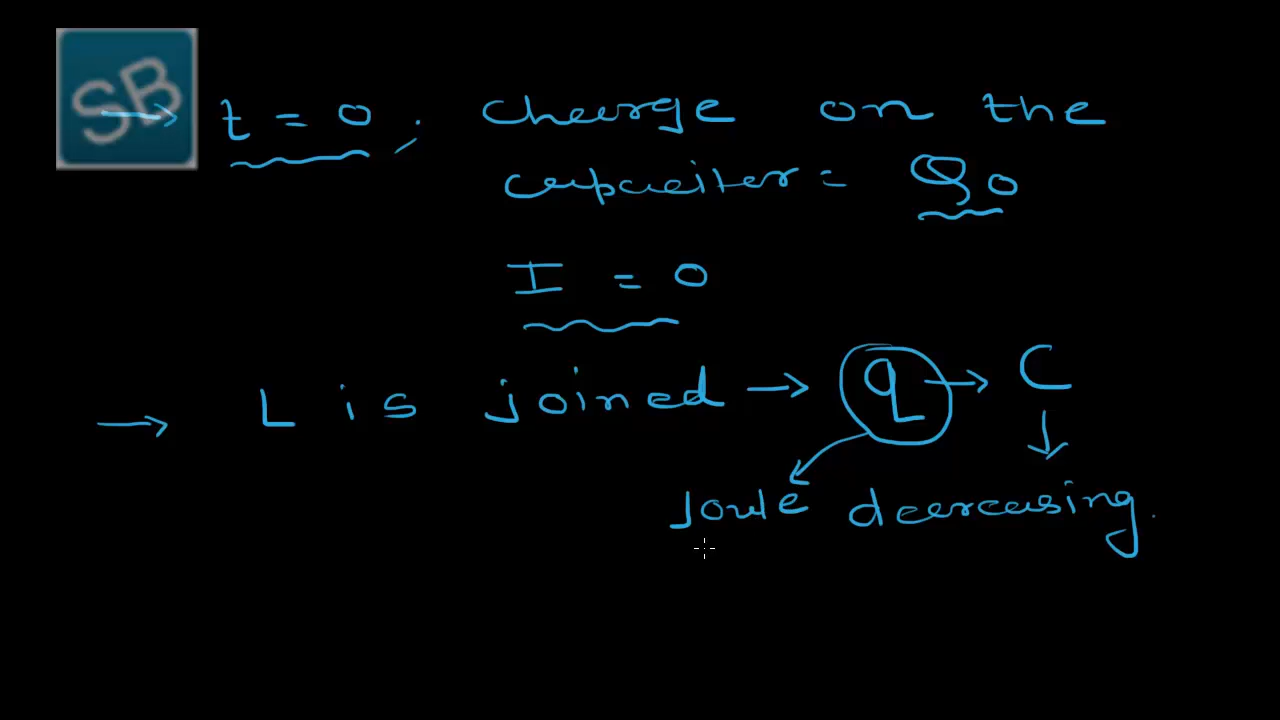 SB
→ t = 0, charge on the
capacitor = Q0
I = 0
→ L is joined → q → C
Joule decreasing.